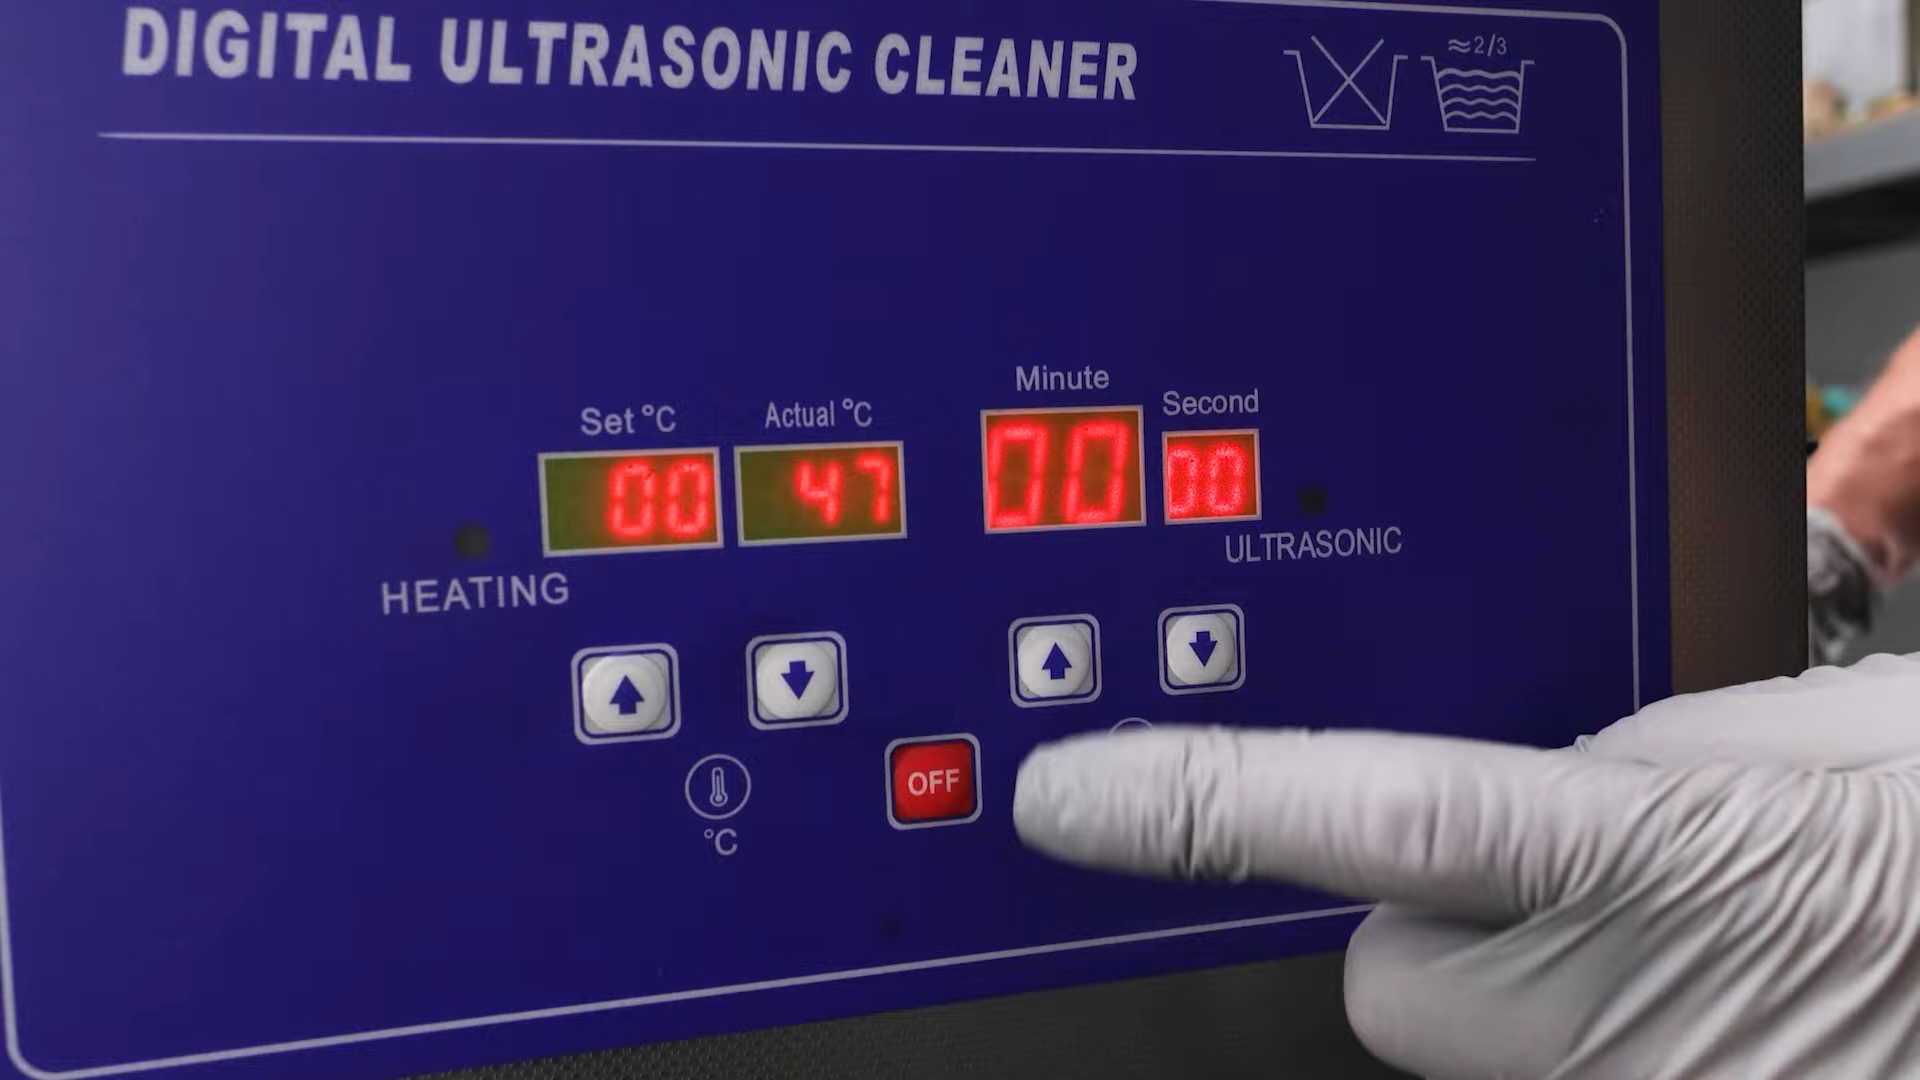 DIGITAL ULTRASONIC CLEANER
≈2/3
Set °C
Actual °C
Minute
Second
00
47
00
00
HEATING
ULTRASONIC
OFF
°C